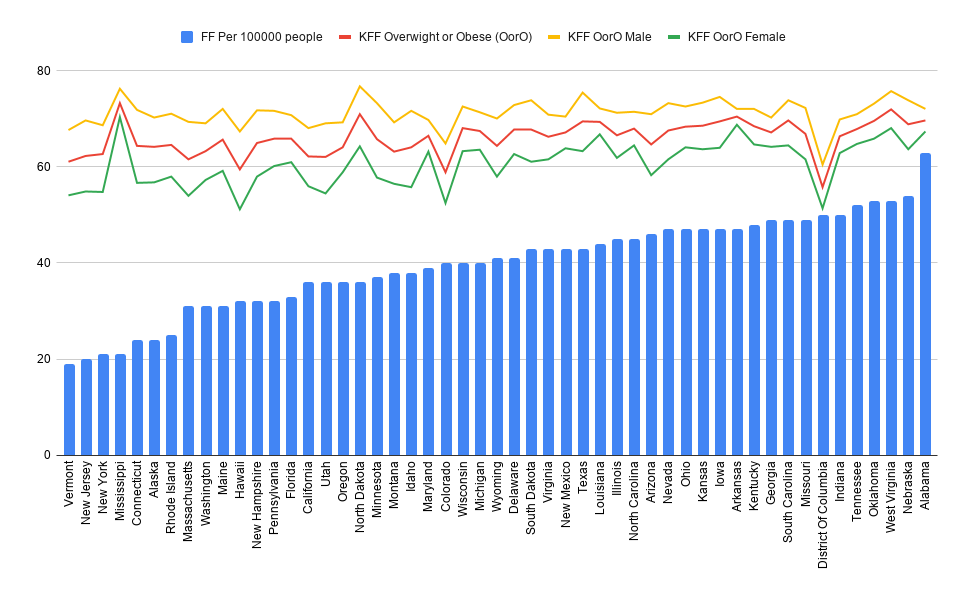 FF Per 100000 people
KFF Overwight or Obese (OorO)
KFF OorO Male
KFF OorO Female
80
60
40
20
0
Vermont
New Jersey
New York
Mississippi
Connecticut
Alaska
Rhode Island
Massachusetts
Washington
Maine
Hawaii
New Hampshire
Pennsylvania
Florida
California
Utah
Oregon
North Dakota
Minnesota
Montana
Idaho
Maryland
Colorado
Wisconsin
Michigan
Wyoming
Delaware
South Dakota
Virginia
New Mexico
Texas
Louisiana
Illinois
North Carolina
Arizona
Nevada
Ohio
Kansas
Iowa
Arkansas
Kentucky
Georgia
South Carolina
Missouri
District Of Columbia
Indiana
Tennessee
Oklahoma
West Virginia
Nebraska
Alabama